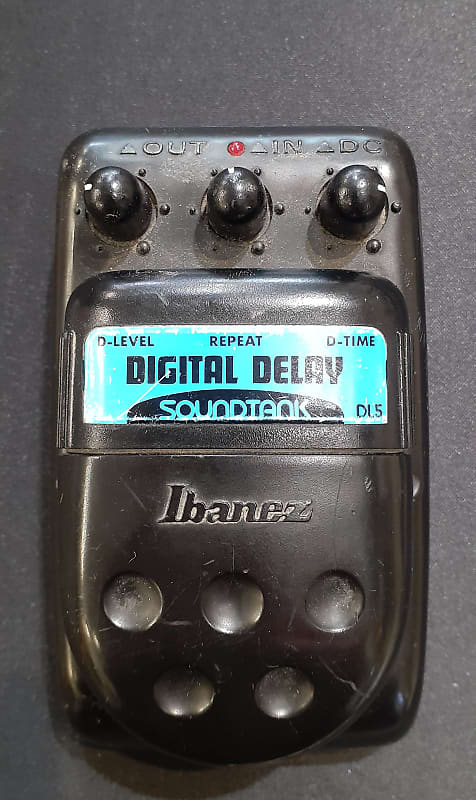 OUT IN DC
D-LEVEL REPEAT D-TIME
DIGITAL DELAY
SOUNDTANK DL5
Ibanez